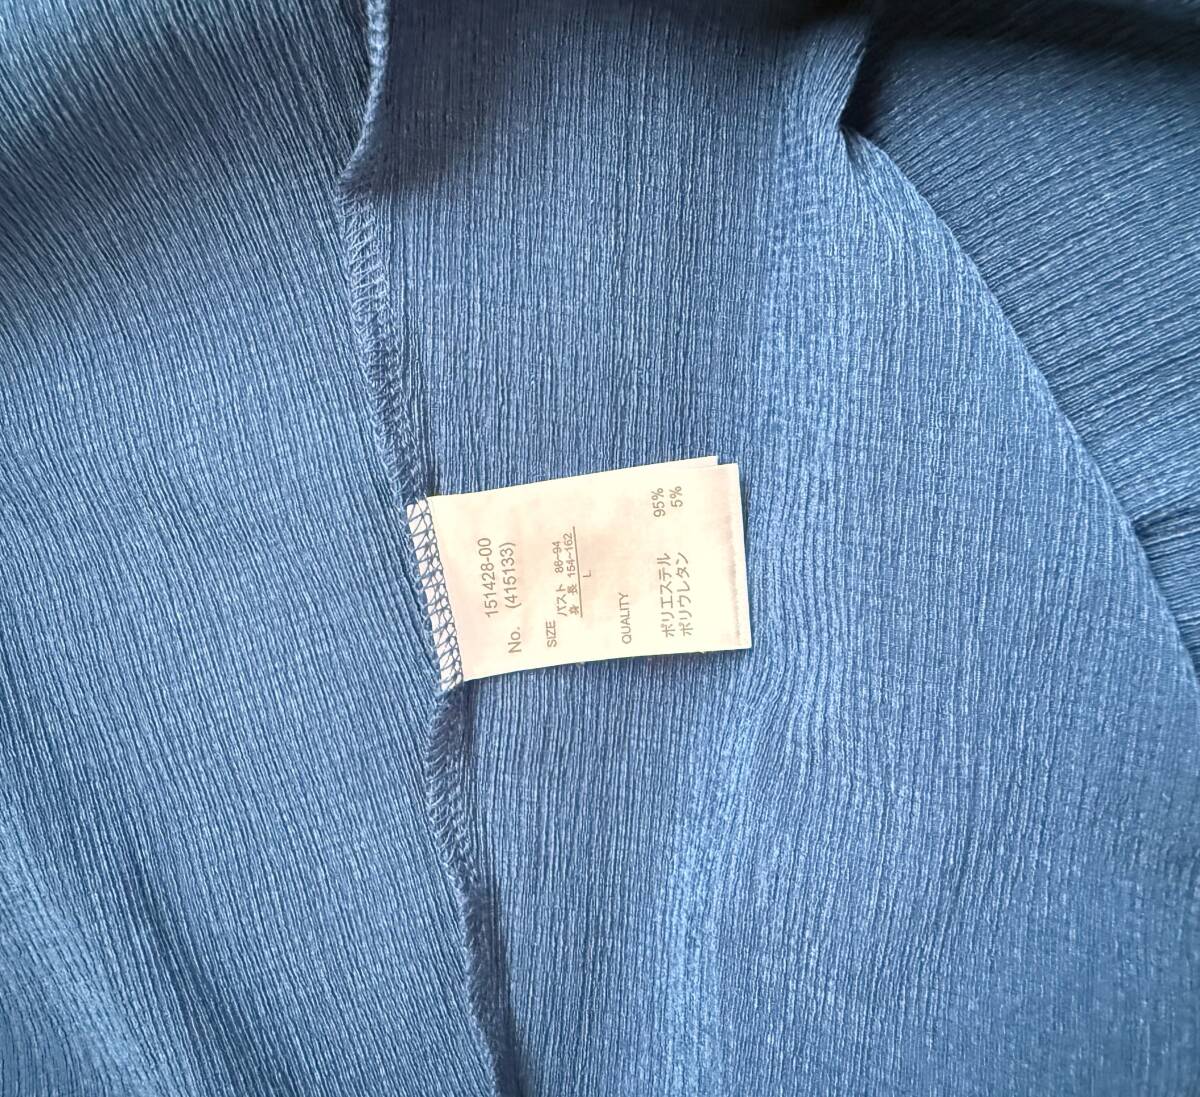 No. 151428-00
(415133)
SIZE
バスト 86~94
身長 154~162
L
QUALITY
ポリエステル 95%
ポリウレタン 5%